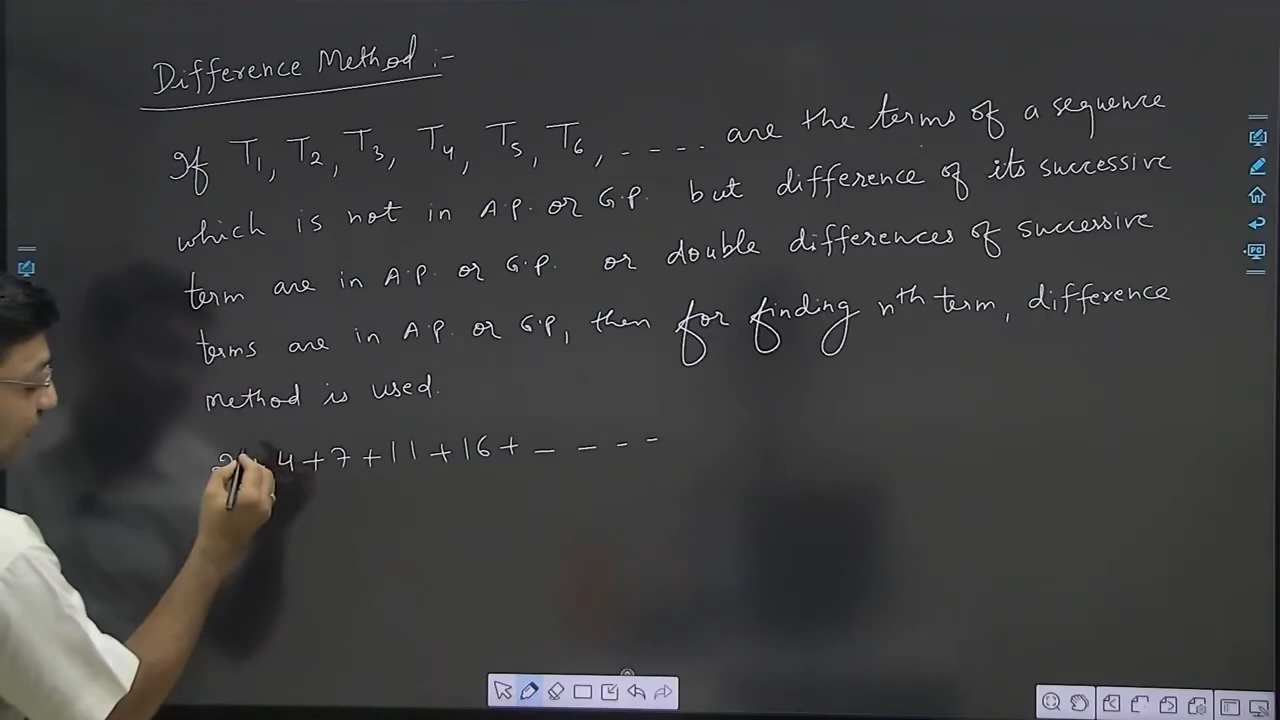 Difference Method :-
If T1, T2, T3, T4, T5, T6, ---- are the terms of a sequence
which is not in A.P. or G.P. but difference of its successive
term are in A.P. or G.P. or double differences of successive
terms are in A.P. or G.P, then for finding nth term, difference
method is used.
2+4+7+11+16+----